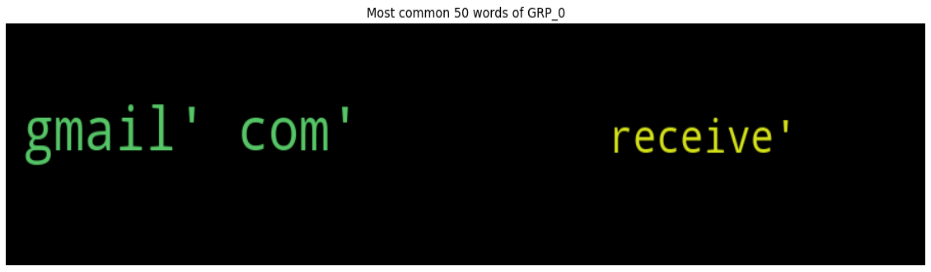 Most common 50 words of GRP_0
gmail' com' receive'